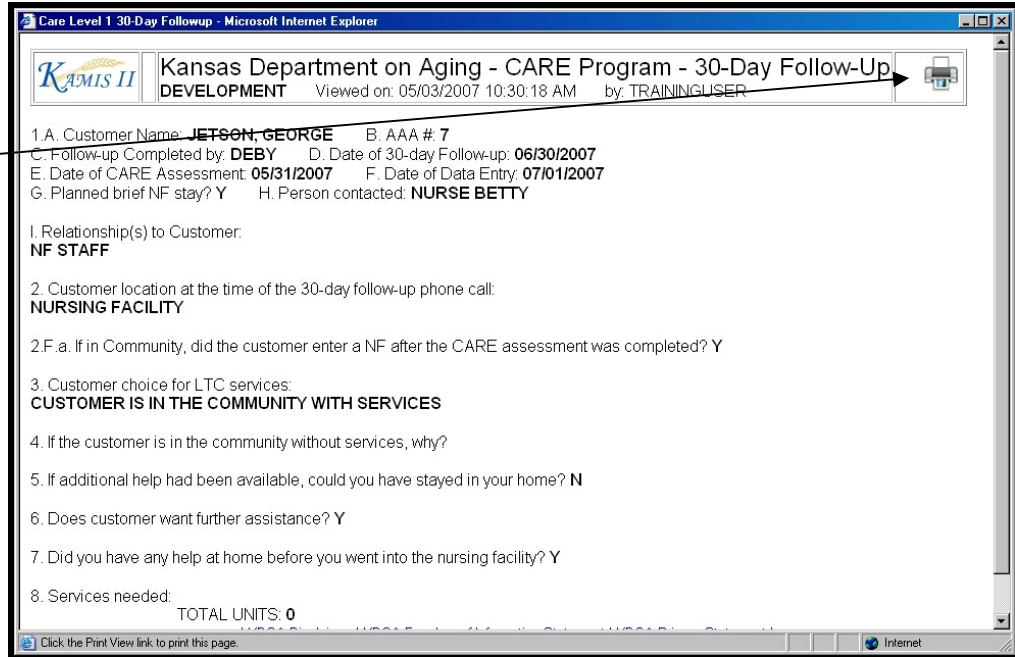 Care Level 1 30-Day Followup - Microsoft Internet Explorer
KAMIS II
Kansas Department on Aging - CARE Program - 30-Day Follow-Up
DEVELOPMENT Viewed on: 05/03/2007 10:30:18 AM by: TRAININGUSER
1.A. Customer Name: JETSON, GEORGE B. AAA #: 7
C. Follow-up Completed by: DEBY D. Date of 30-day Follow-up: 06/30/2007
E. Date of CARE Assessment: 05/31/2007 F. Date of Data Entry: 07/01/2007
G. Planned brief NF stay? Y H. Person contacted: NURSE BETTY
I. Relationship(s) to Customer:
NF STAFF
2. Customer location at the time of the 30-day follow-up phone call:
NURSING FACILITY
2.F.a. If in Community, did the customer enter a NF after the CARE assessment was completed? Y
3. Customer choice for LTC services:
CUSTOMER IS IN THE COMMUNITY WITH SERVICES
4. If the customer is in the community without services, why?
5. If additional help had been available, could you have stayed in your home? N
6. Does customer want further assistance? Y
7. Did you have any help at home before you went into the nursing facility? Y
8. Services needed:
TOTAL UNITS: 0
Click the Print View link to print this page.
Internet